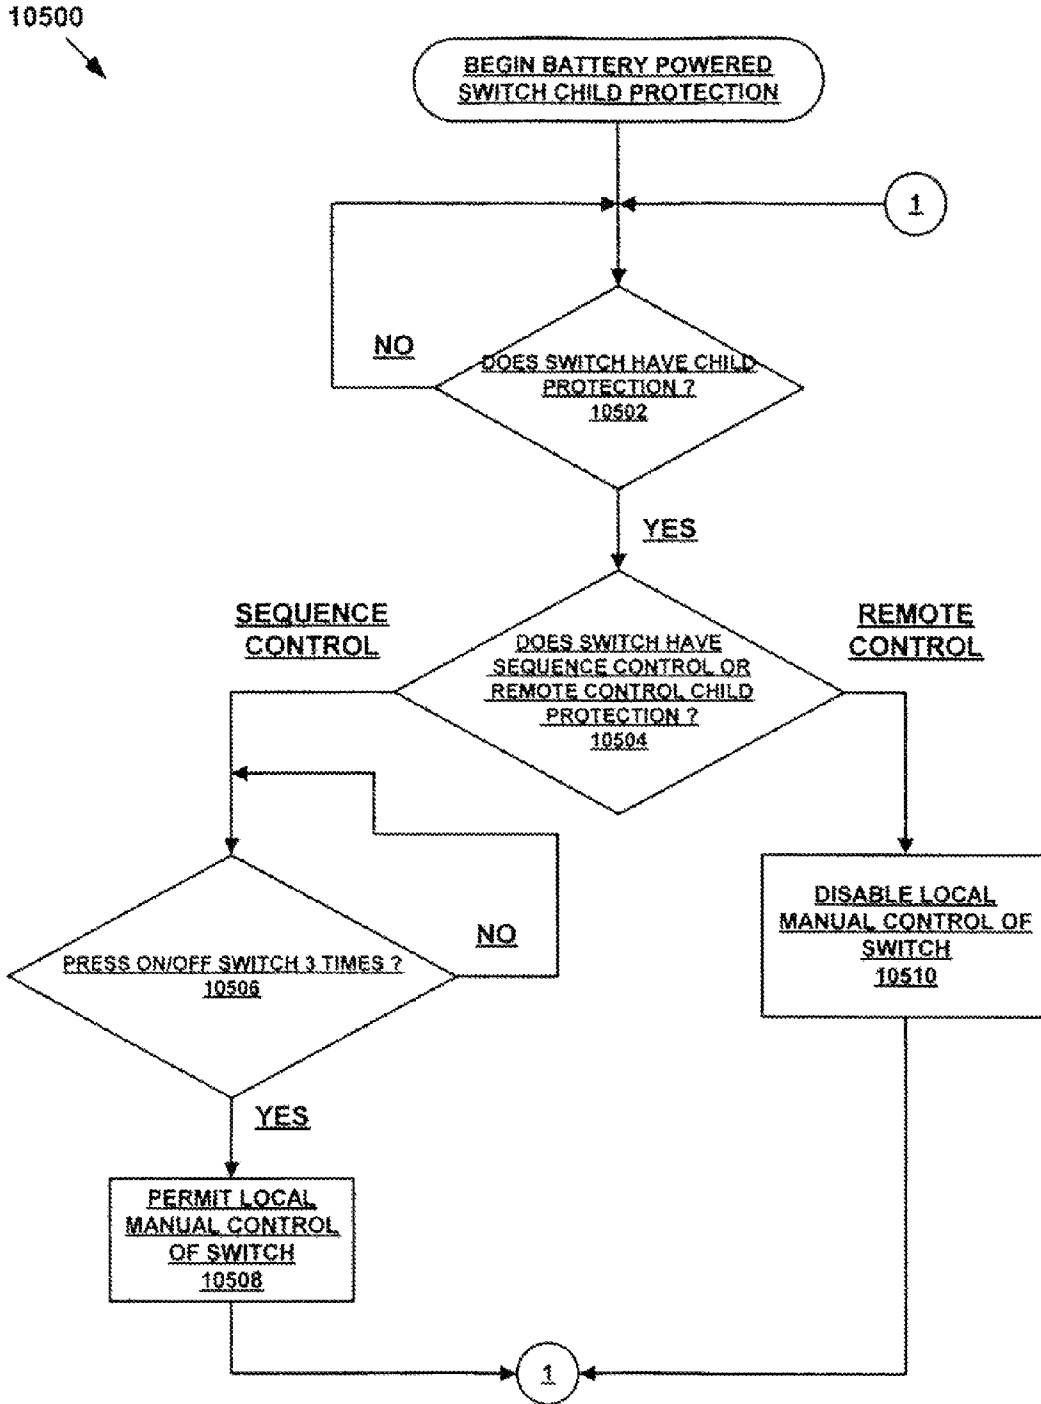 10500
BEGIN BATTERY POWERED
SWITCH CHILD PROTECTION
1
NO
DOES SWITCH HAVE CHILD
PROTECTION ?
10502
YES
SEQUENCE
CONTROL
DOES SWITCH HAVE
SEQUENCE CONTROL OR
REMOTE CONTROL CHILD
PROTECTION ?
10504
REMOTE
CONTROL
NO
PRESS ON/OFF SWITCH 3 TIMES ?
10506
DISABLE LOCAL
MANUAL CONTROL OF
SWITCH
10510
YES
PERMIT LOCAL
MANUAL CONTROL
OF SWITCH
10508
1